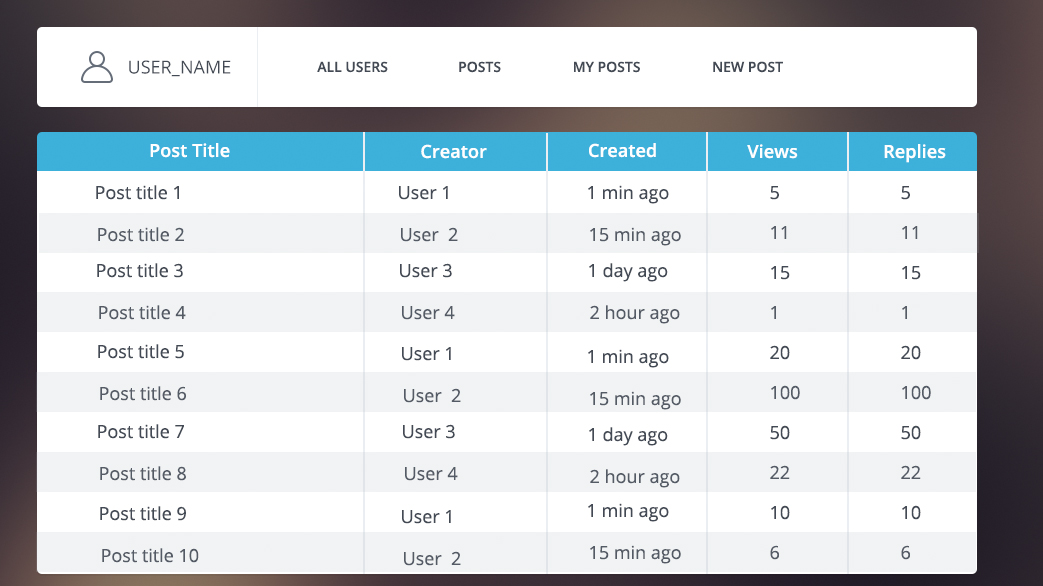 USER_NAME ALL USERS POSTS MY POSTS NEW POST
Post Title Creator Created Views Replies
Post title 1 User 1 1 min ago 5 5
Post title 2 User 2 15 min ago 11 11
Post title 3 User 3 1 day ago 15 15
Post title 4 User 4 2 hour ago 1 1
Post title 5 User 1 1 min ago 20 20
Post title 6 User 2 15 min ago 100 100
Post title 7 User 3 1 day ago 50 50
Post title 8 User 4 2 hour ago 22 22
Post title 9 User 1 1 min ago 10 10
Post title 10 User 2 15 min ago 6 6